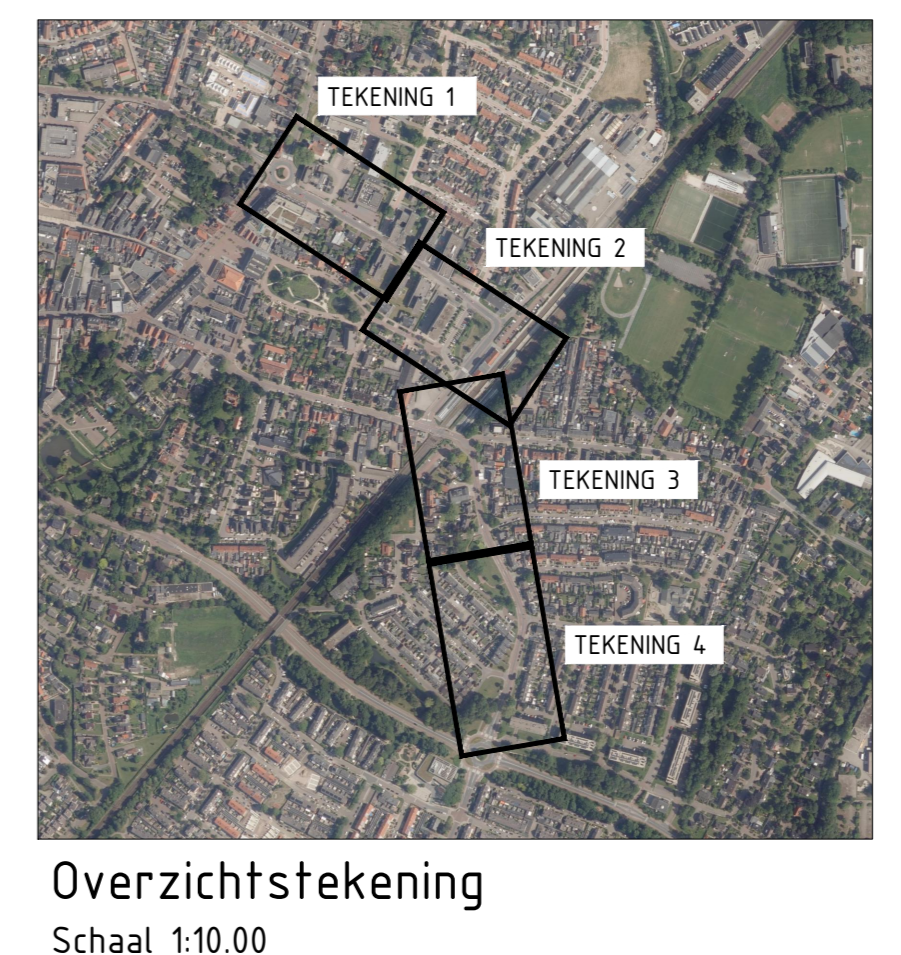 TEKENING 1
TEKENING 2
TEKENING 3
TEKENING 4
Overzichtstekening
Schaal 1:10.00